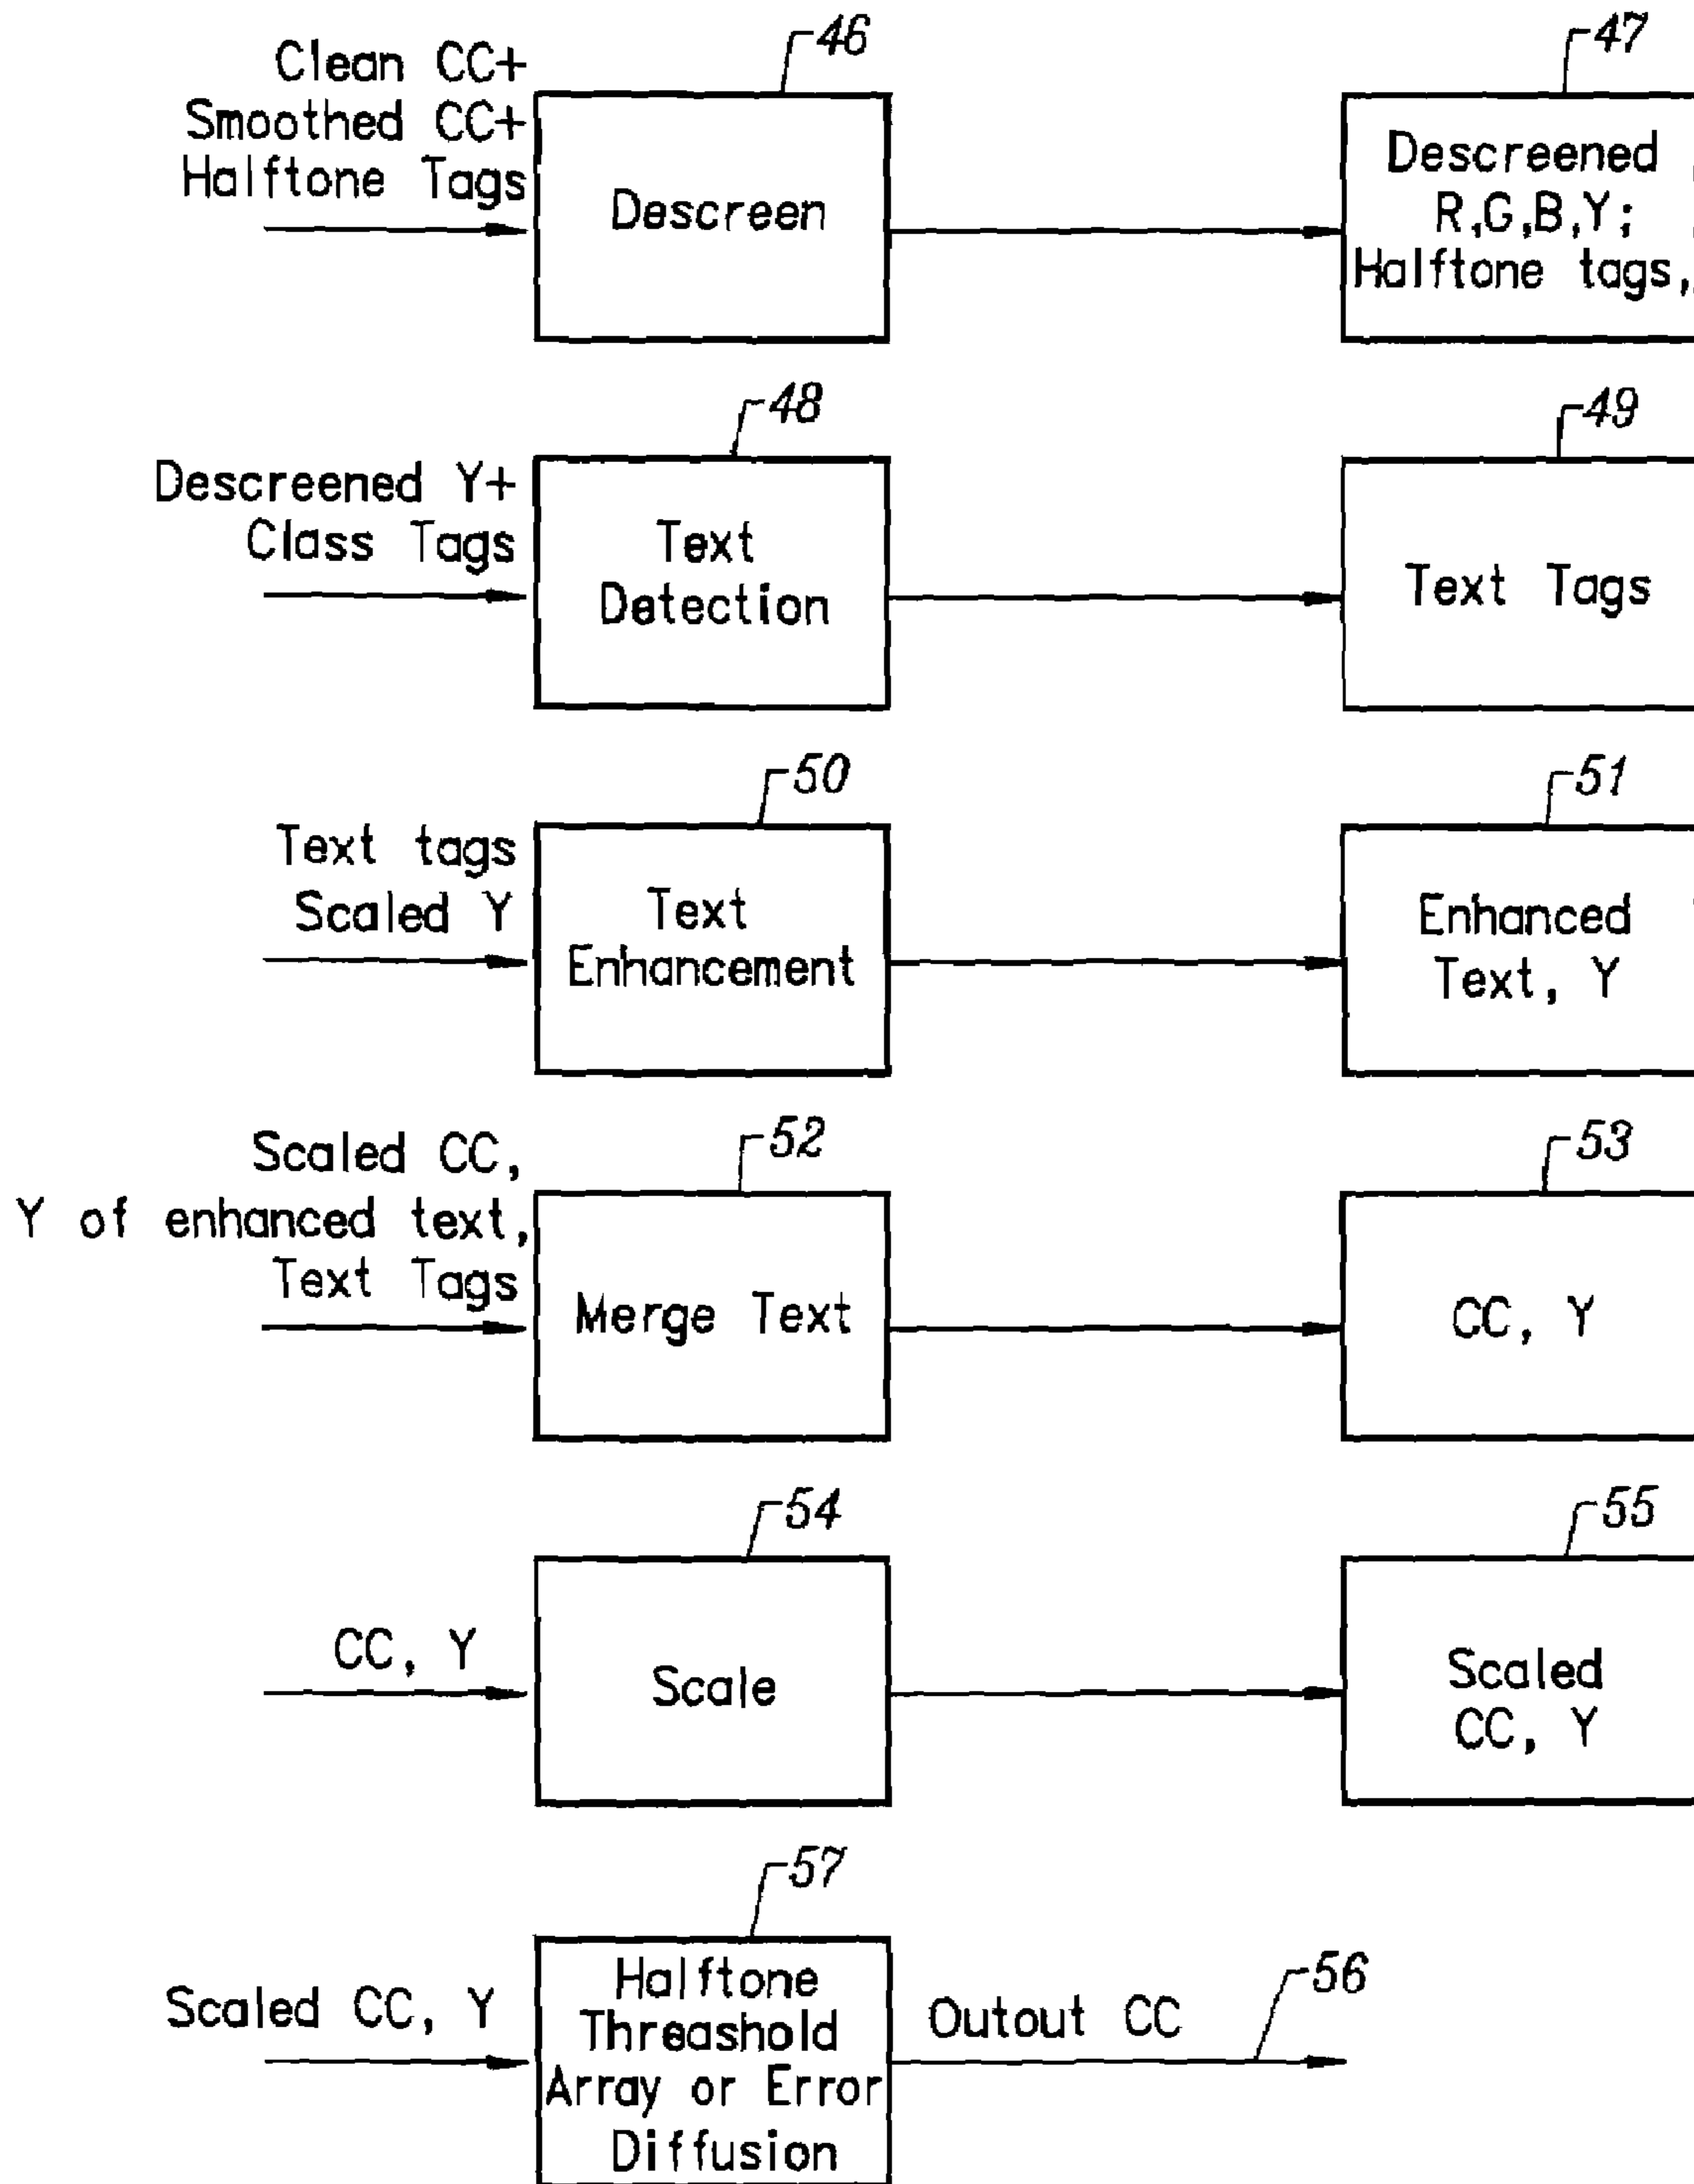 46
47
Clean CC+
Smoothed CC+
Halftone Tags
Descreen
Descreened
R,G,B,Y;
Halftone tags,
48
49
Descreened Y+
Class Tags
Text
Detection
Text Tags
50
51
Text tags
Scaled Y
Text
Enhancement
Enhanced
Text, Y
52
53
Scaled CC,
Y of enhanced text,
Text Tags
Merge Text
CC, Y
54
55
CC, Y
Scale
Scaled
CC, Y
57
56
Scaled CC, Y
Halftone
Threashold
Array or Error
Diffusion
Outout CC